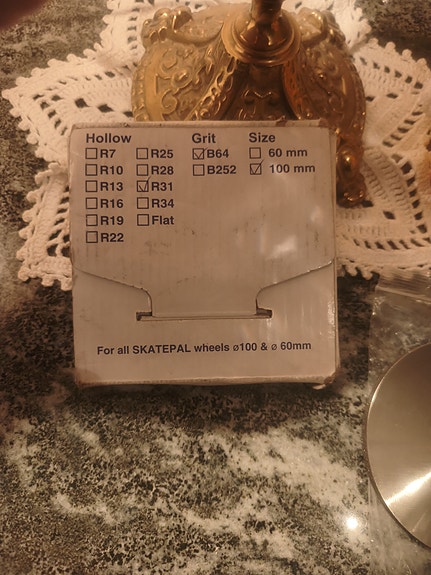 Hollow Grit Size
☐ R7 ☐ R25 ☑ B64 ☐ 60 mm
☐ R10 ☐ R28 ☐ B252 ☑ 100 mm
☐ R13 ☑ R31
☐ R16 ☐ R34
☐ R19 ☐ Flat
☐ R22
For all SKATEPAL wheels ø100 & ø 60mm